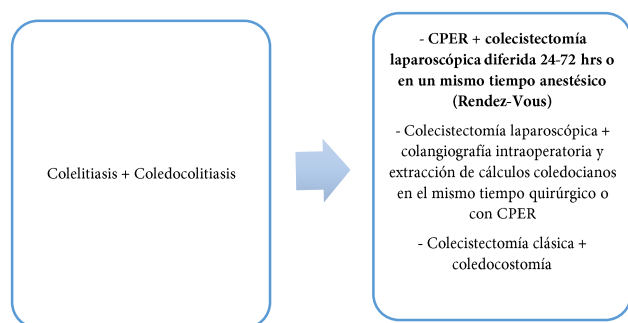 Colelitiasis + Coledocolitiasis
- CPER + colecistectomía
laparoscópica diferida 24-72 hrs o
en un mismo tiempo anestésico
(Rendez-Vous)
- Colecistectomía laparoscópica +
colangiografía intraoperatoria y
extracción de cálculos coledocianos
en el mismo tiempo quirúrgico o
con CPER
- Colecistectomía clásica +
coledocostomía